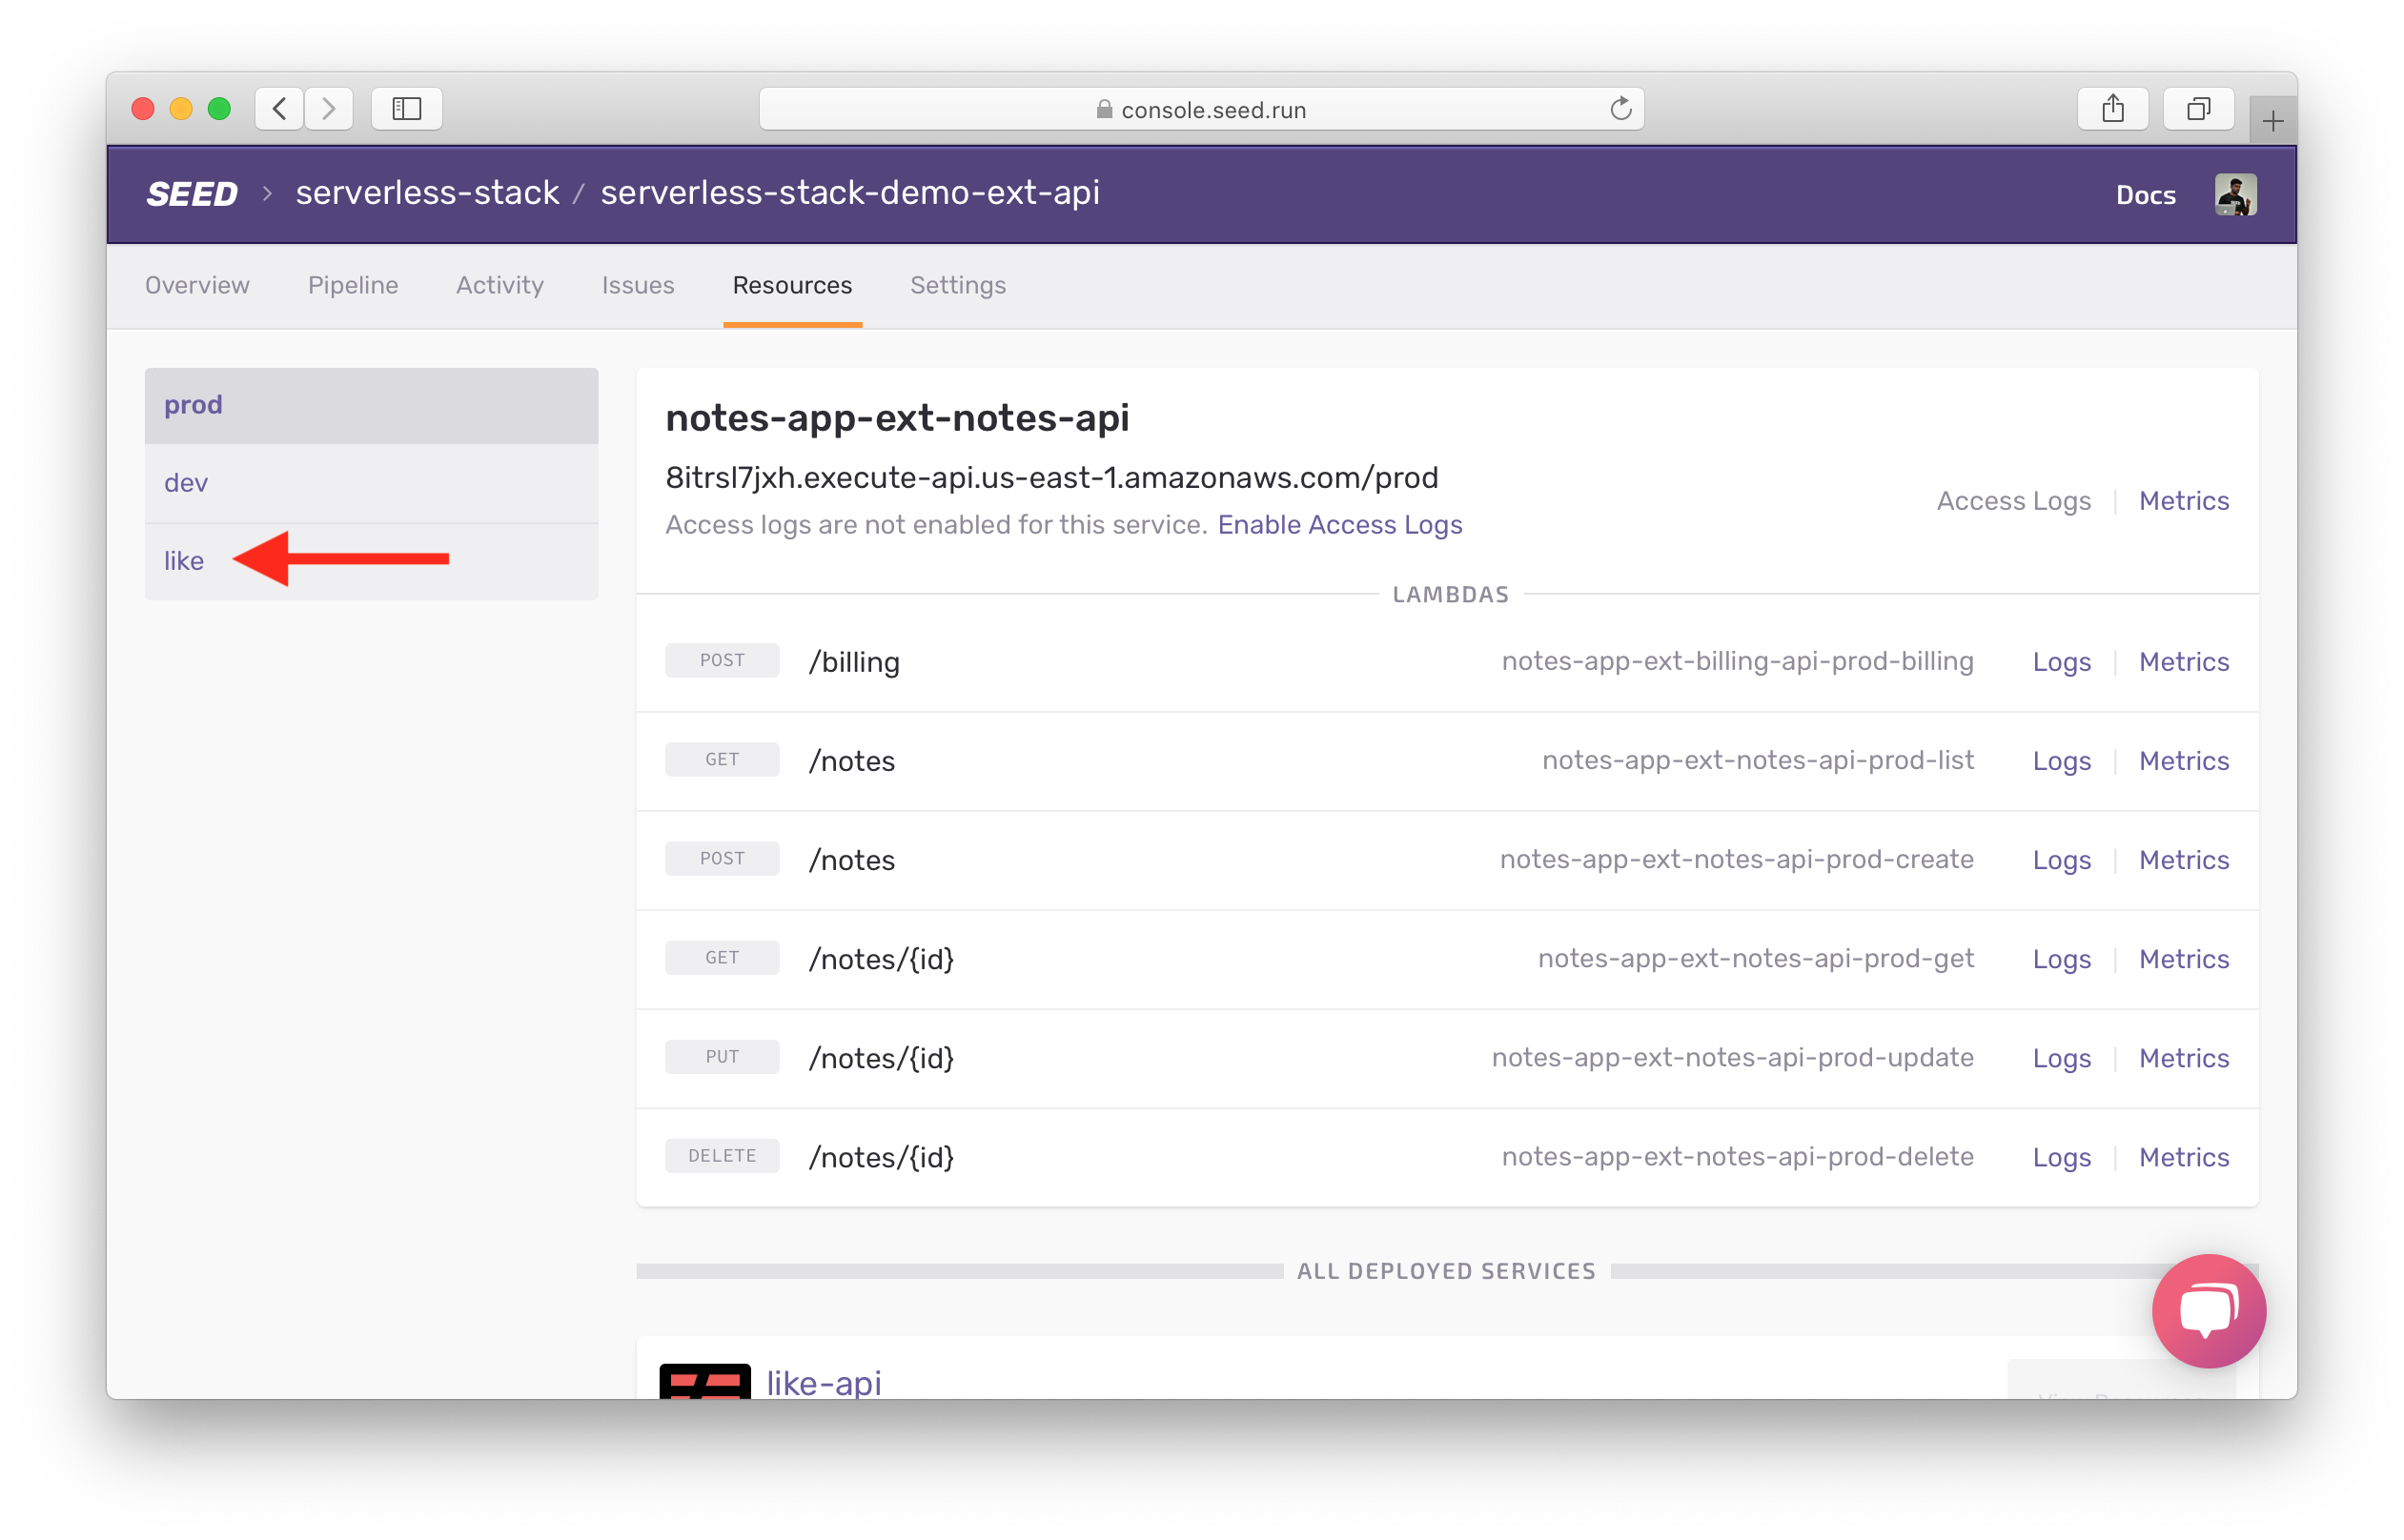 console.seed.run
SEED > serverless-stack / serverless-stack-demo-ext-api
Docs
Overview Pipeline Activity Issues Resources Settings
prod
dev
like
notes-app-ext-notes-api
8itrsl7jxh.execute-api.us-east-1.amazonaws.com/prod
Access logs are not enabled for this service. Enable Access Logs
Access Logs | Metrics
LAMBDAS
POST /billing notes-app-ext-billing-api-prod-billing Logs | Metrics
GET /notes notes-app-ext-notes-api-prod-list Logs | Metrics
POST /notes notes-app-ext-notes-api-prod-create Logs | Metrics
GET /notes/{id} notes-app-ext-notes-api-prod-get Logs | Metrics
PUT /notes/{id} notes-app-ext-notes-api-prod-update Logs | Metrics
DELETE /notes/{id} notes-app-ext-notes-api-prod-delete Logs | Metrics
ALL DEPLOYED SERVICES
like-api